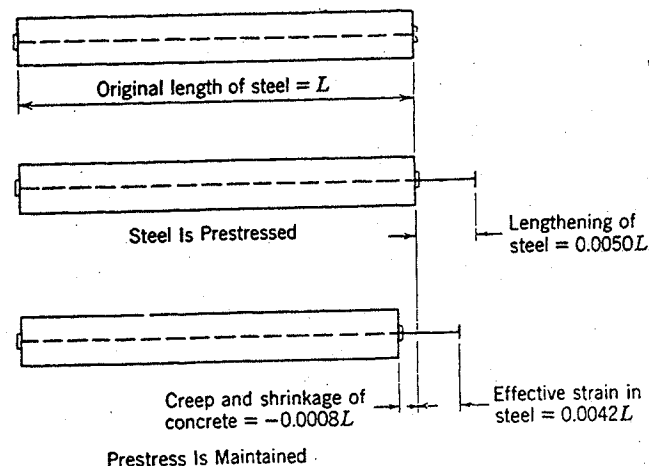 Original length of steel = L
Steel Is Prestressed
Lengthening of
steel = 0.0050L
Creep and shrinkage of
concrete = −0.0008L
Effective strain in
steel = 0.0042L
Prestress Is Maintained